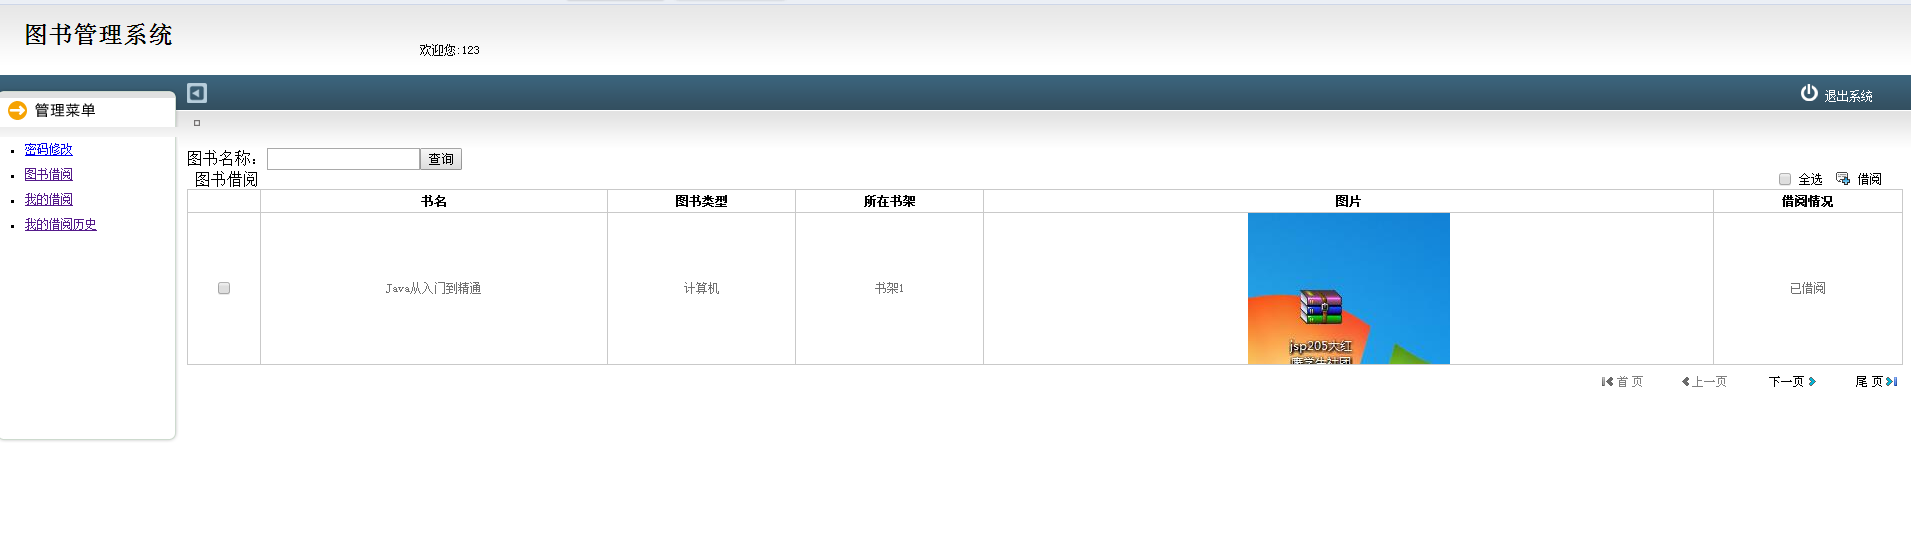 图书管理系统
欢迎您:123
管理菜单
退出系统
密码修改
图书借阅
我的借阅
我的借阅历史
图书名称：
查询
图书借阅
全选 借阅
书名 图书类型 所在书架 图片 借阅情况
Java从入门到精通 计算机 书架1 已借阅
jsp205大红
首 页 上一页 下一页 尾 页